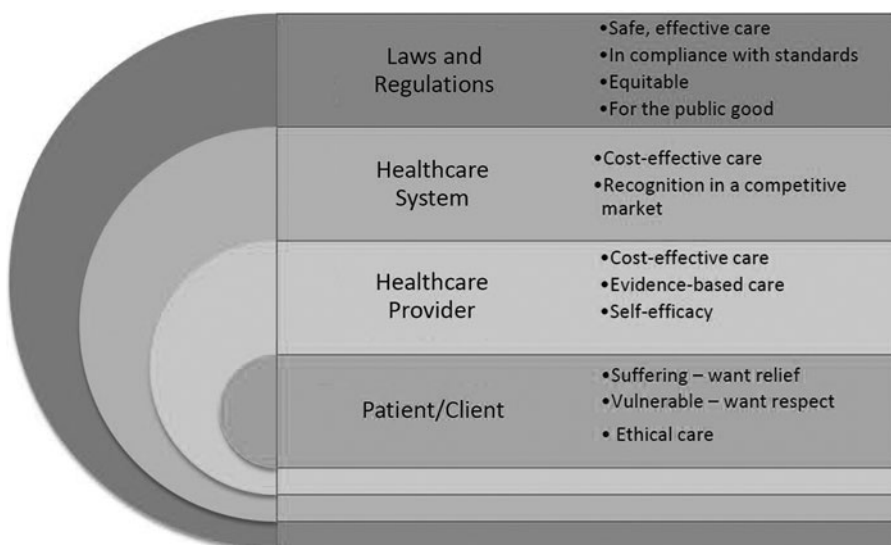 Laws and
Regulations
•Safe, effective care
•In compliance with standards
•Equitable
•For the public good
Healthcare
System
•Cost-effective care
•Recognition in a competitive
market
Healthcare
Provider
•Cost-effective care
•Evidence-based care
•Self-efficacy
Patient/Client
•Suffering – want relief
•Vulnerable – want respect
• Ethical care